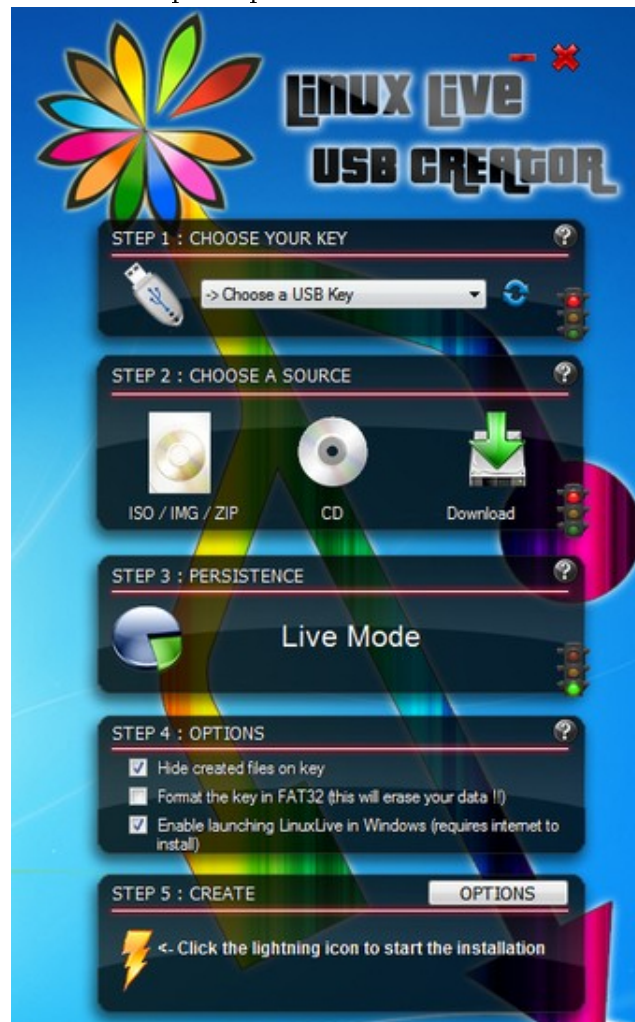 Linux Live
USB CREATOR
STEP 1 : CHOOSE YOUR KEY
?
-> Choose a USB Key
STEP 2 : CHOOSE A SOURCE
?
ISO / IMG / ZIP
CD
Download
STEP 3 : PERSISTENCE
?
Live Mode
STEP 4 : OPTIONS
?
Hide created files on key
Format the key in FAT32 (this will erase your data !!)
Enable launching LinuxLive in Windows (requires internet to
install)
STEP 5 : CREATE
OPTIONS
<- Click the lightning icon to start the installation